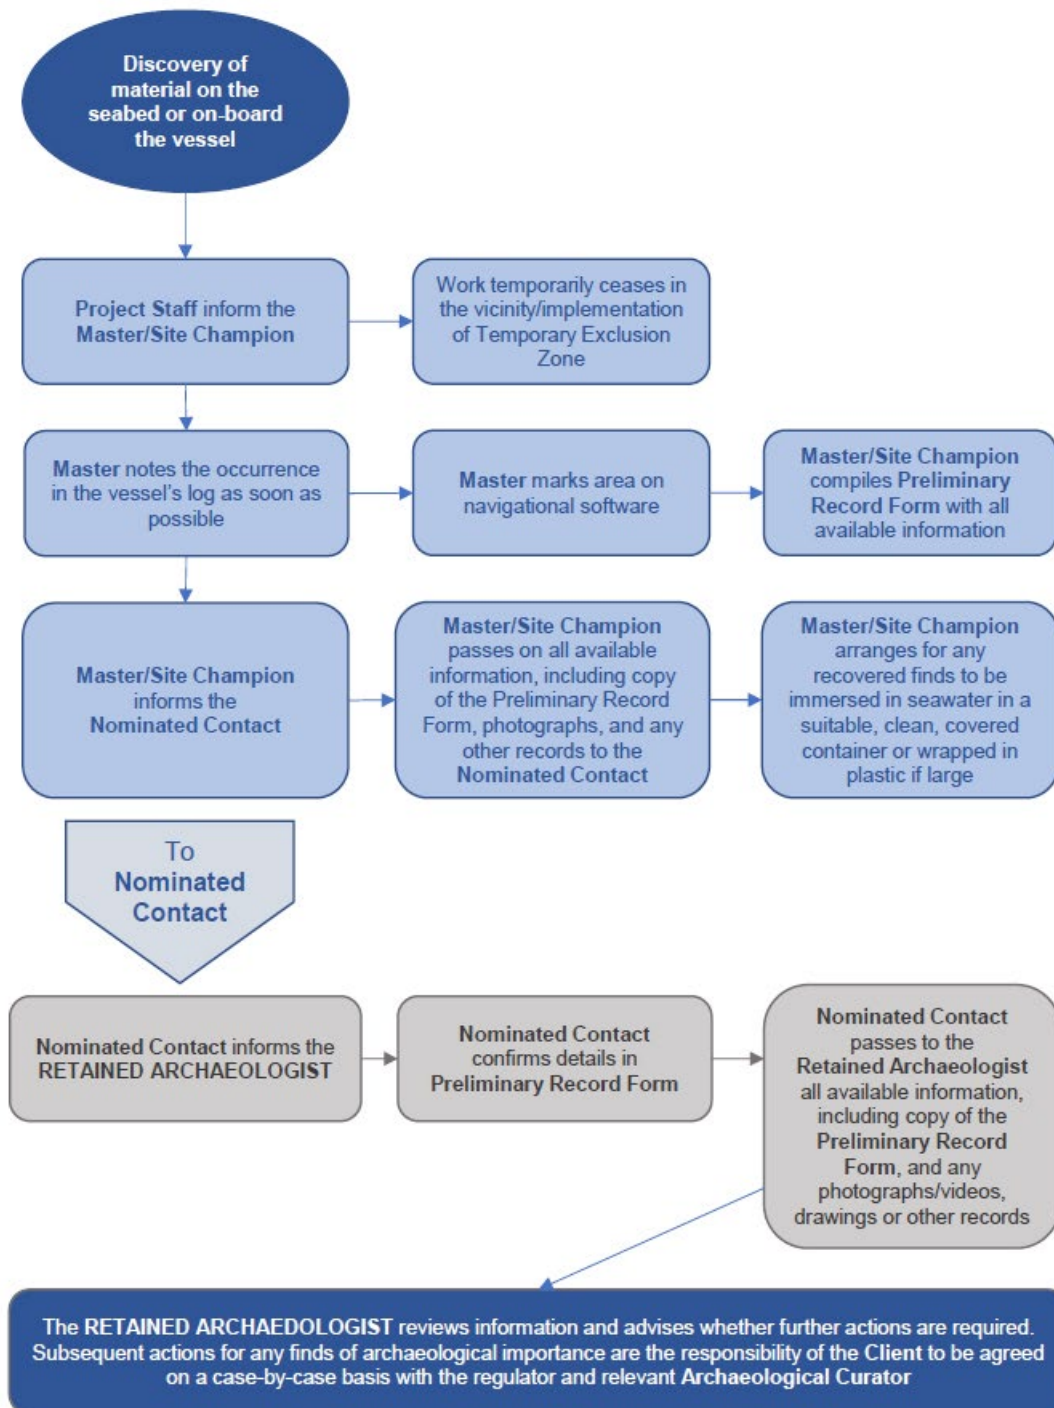 Discovery of
material on the
seabed or on-board
the vessel
Project Staff inform the
Master/Site Champion
Work temporarily ceases in
the vicinity/implementation
of Temporary Exclusion
Zone
Master notes the occurrence
in the vessel's log as soon as
possible
Master marks area on
navigational software
Master/Site Champion
compiles Preliminary
Record Form with all
available information
Master/Site Champion
informs the
Nominated Contact
Master/Site Champion
passes on all available
information, including copy
of the Preliminary Record
Form, photographs, and any
other records to the
Nominated Contact
Master/Site Champion
arranges for any
recovered finds to be
immersed in seawater in a
suitable, clean, covered
container or wrapped in
plastic if large
To
Nominated
Contact
Nominated Contact informs the
RETAINED ARCHAEOLOGIST
Nominated Contact
confirms details in
Preliminary Record Form
Nominated Contact
passes to the
Retained Archaeologist
all available information,
including copy of the
Preliminary Record
Form, and any
photographs/videos,
drawings or other records
The RETAINED ARCHAEDOLOGIST reviews information and advises whether further actions are required.
Subsequent actions for any finds of archaeological importance are the responsibility of the Client to be agreed
on a case-by-case basis with the regulator and relevant Archaeological Curator